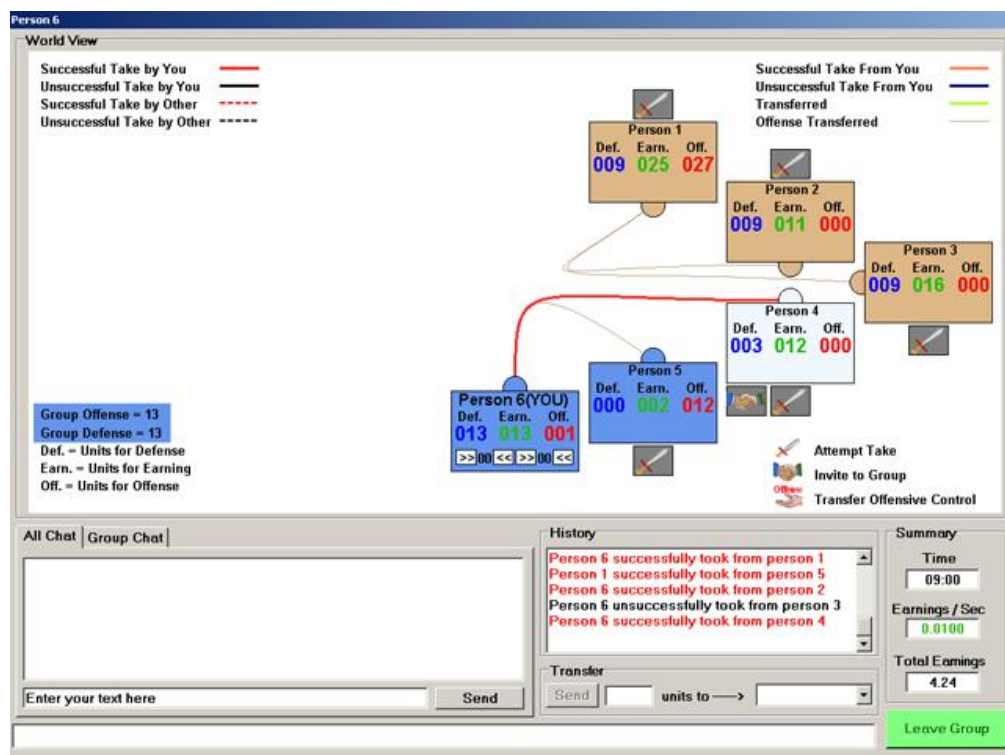 Person 6
World View
Successful Take by You
Unsuccessful Take by You
Successful Take by Other
Unsuccessful Take by Other
Successful Take From You
Unsuccessful Take From You
Transferred
Offense Transferred
Person 1
Def. Earn. Off.
009 025 027
Person 2
Def. Earn. Off.
009 011 000
Person 3
Def. Earn. Off.
009 016 000
Person 4
Def. Earn. Off.
003 012 000
Person 5
Def. Earn. Off.
000 002 012
Person 6(YOU)
Def. Earn. Off.
013 013 001
>> 00 << >> 00 <<
Group Offense = 13
Group Defense = 13
Def. = Units for Defense
Earn. = Units for Earning
Off. = Units for Offense
Attempt Take
Invite to Group
Transfer Offensive Control
All Chat Group Chat
Enter your text here Send
History
Person 6 successfully took from person 1
Person 1 successfully took from person 5
Person 6 successfully took from person 2
Person 6 unsuccessfully took from person 3
Person 6 successfully took from person 4
Transfer
Send units to ---->
Summary
Time
09:00
Earnings / Sec
0.0100
Total Earnings
4.24
Leave Group